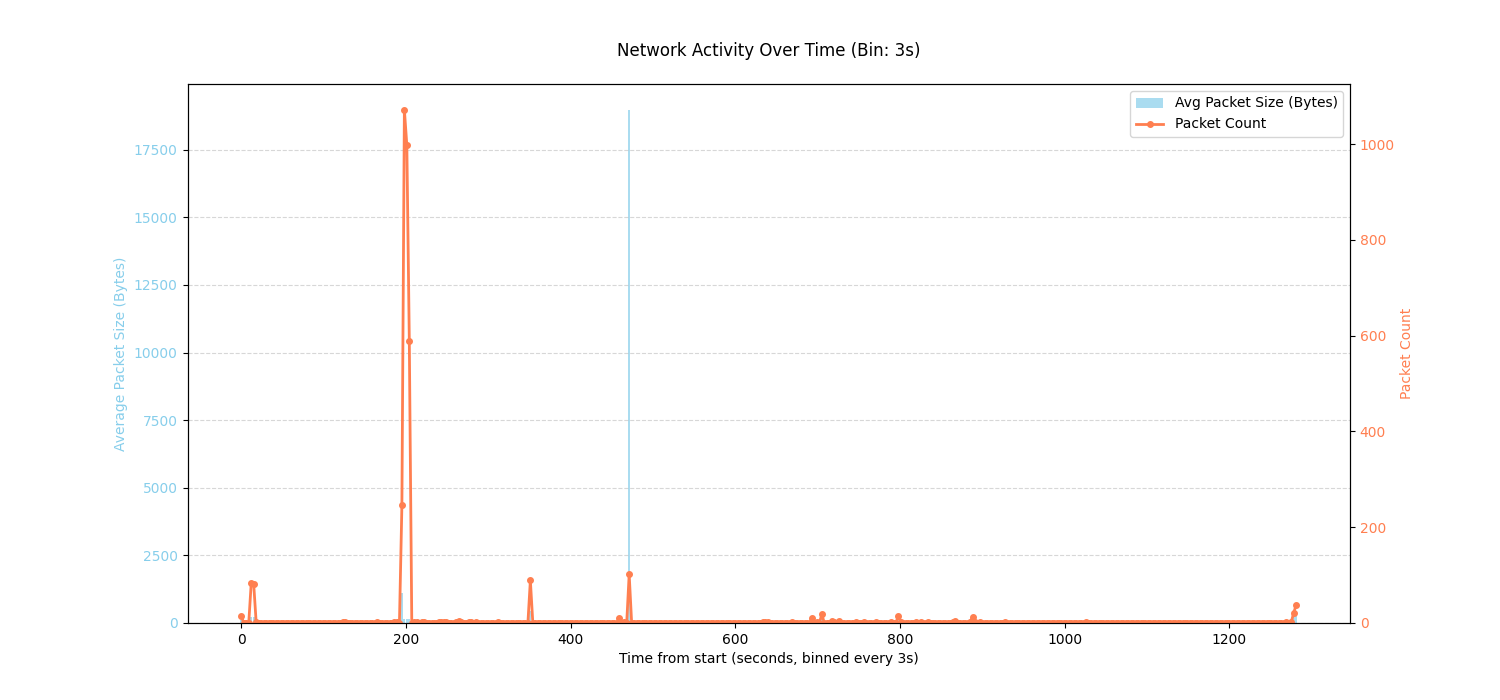 Network Activity Over Time (Bin: 3s)
Avg Packet Size (Bytes)
Packet Count
17500
15000
12500
10000
7500
5000
2500
0
Average Packet Size (Bytes)
1000
800
600
400
200
0
Packet Count
0 200 400 600 800 1000 1200
Time from start (seconds, binned every 3s)